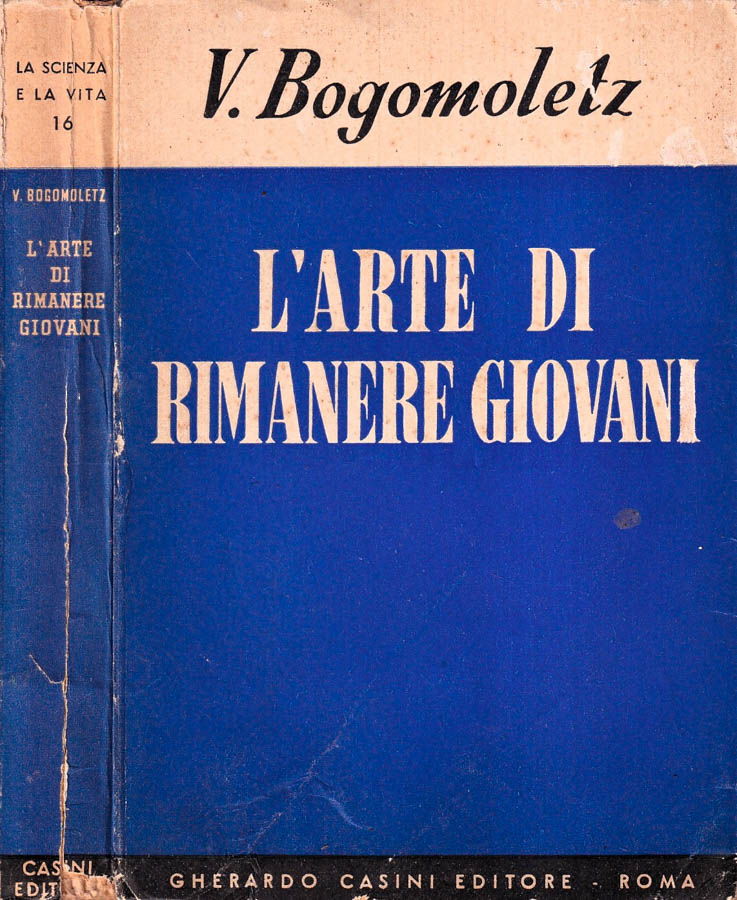 LA SCIENZA
E LA VITA
16
V. BOGOMOLETZ
L'ARTE
DI
RIMANERE
GIOVANI
CASINI
V. Bogomoletz
L'ARTE DI
RIMANERE GIOVANI
GHERARDO CASINI EDITORE - ROMA